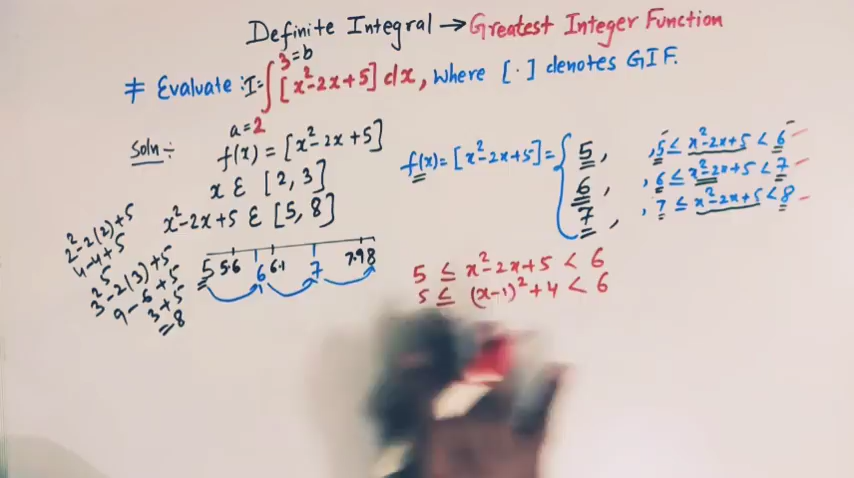 Definite Integral → Greatest Integer Function
3=b
≠ Evaluate : I = ∫ [x²-2x+5] dx, where [·] denotes GIF.
a=2
Soln ÷
f(x) = [x²-2x+5]
x ε [2, 3]
x²-2x+5 ε [5, 8]
5 5.6 6 6.1 7 7.9 8
2²-2(2)+5
4-4+5
5
3²-2(3)+5
9-6+5
3+5
=8
f(x) = [x²-2x+5] = {
5, , 5 ≤ x²-2x+5 < 6
6, , 6 ≤ x²-2x+5 < 7
7, , 7 ≤ x²-2x+5 < 8
5 ≤ x²-2x+5 < 6
5 ≤ (x-1)²+4 < 6